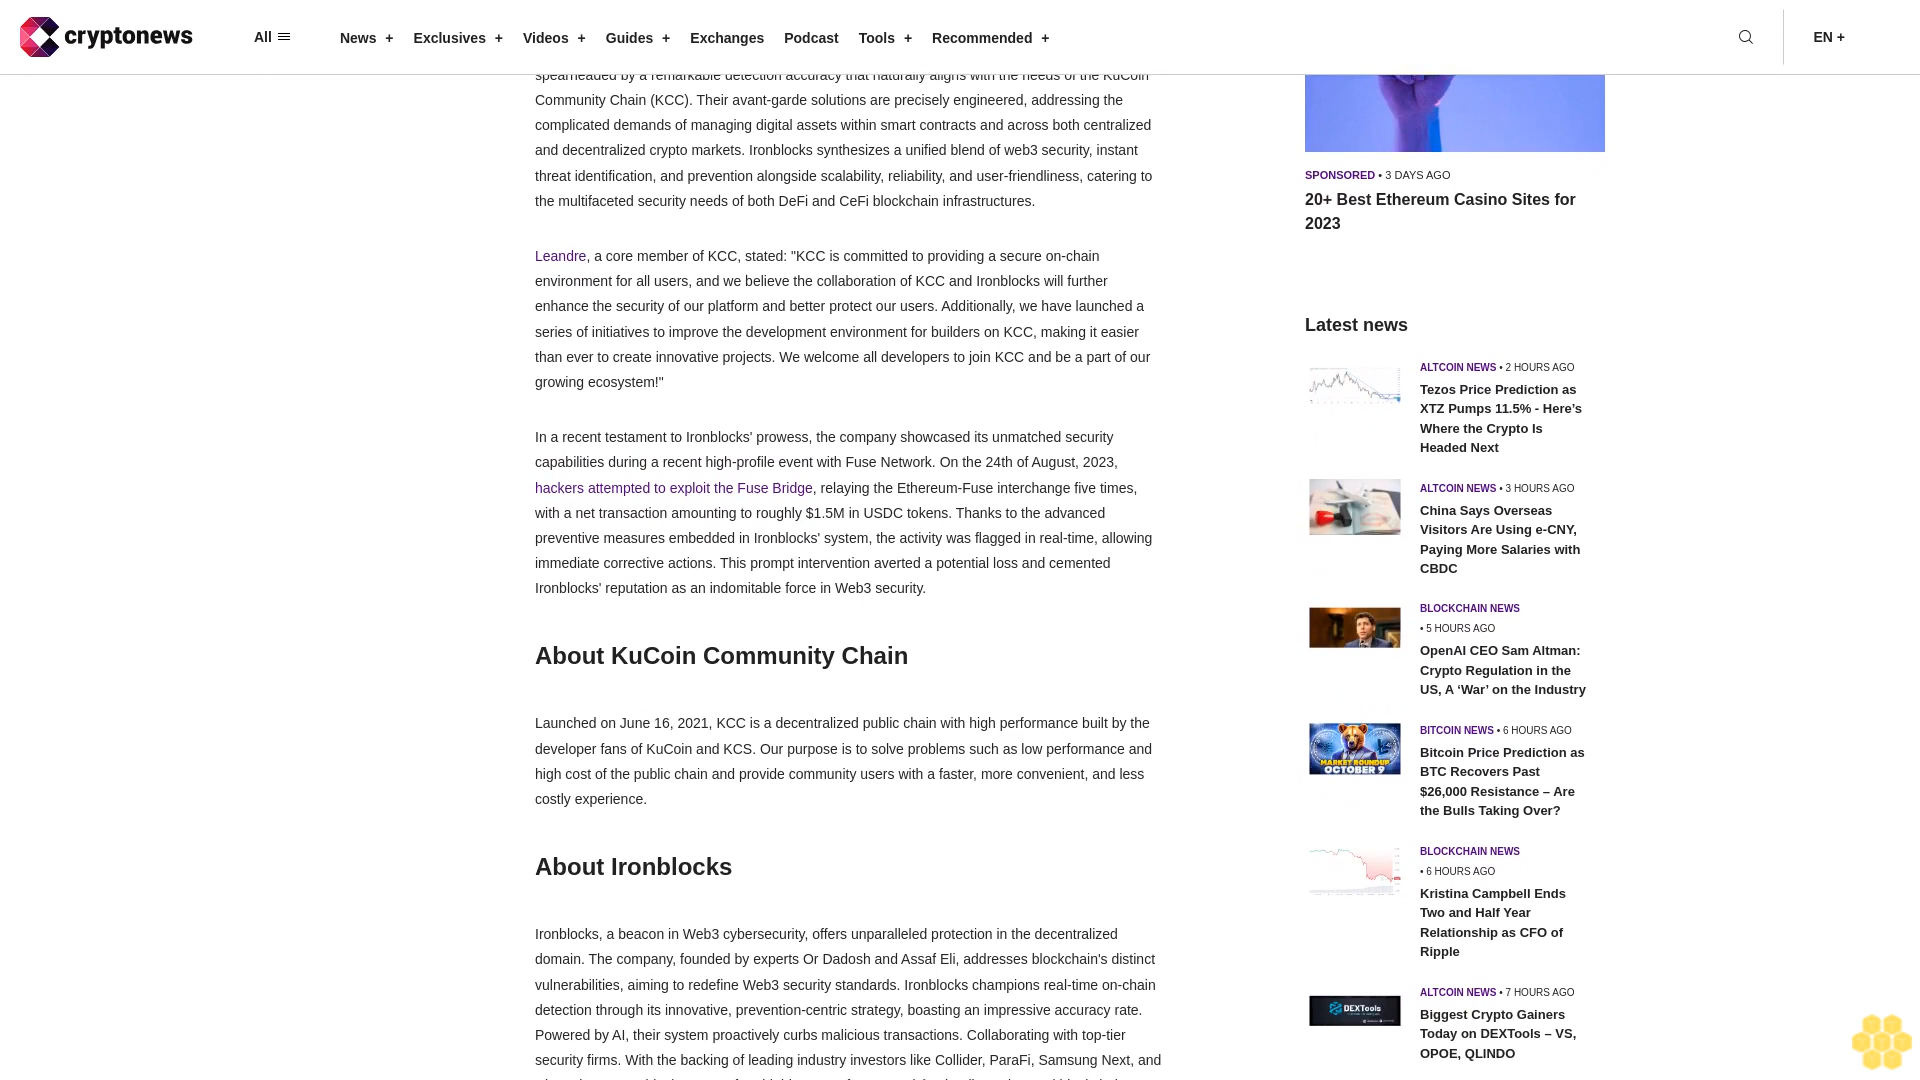 cryptonews
All
News +
Exclusives +
Videos +
Guides +
Exchanges
Podcast
Tools +
Recommended +
EN +
spearheaded by a remarkable detection accuracy that naturally aligns with the needs of the KuCoin
Community Chain (KCC). Their avant-garde solutions are precisely engineered, addressing the
complicated demands of managing digital assets within smart contracts and across both centralized
and decentralized crypto markets. Ironblocks synthesizes a unified blend of web3 security, instant
threat identification, and prevention alongside scalability, reliability, and user-friendliness, catering to
the multifaceted security needs of both DeFi and CeFi blockchain infrastructures.
Leandre, a core member of KCC, stated: "KCC is committed to providing a secure on-chain
environment for all users, and we believe the collaboration of KCC and Ironblocks will further
enhance the security of our platform and better protect our users. Additionally, we have launched a
series of initiatives to improve the development environment for builders on KCC, making it easier
than ever to create innovative projects. We welcome all developers to join KCC and be a part of our
growing ecosystem!"
In a recent testament to Ironblocks' prowess, the company showcased its unmatched security
capabilities during a recent high-profile event with Fuse Network. On the 24th of August, 2023,
hackers attempted to exploit the Fuse Bridge, relaying the Ethereum-Fuse interchange five times,
with a net transaction amounting to roughly $1.5M in USDC tokens. Thanks to the advanced
preventive measures embedded in Ironblocks' system, the activity was flagged in real-time, allowing
immediate corrective actions. This prompt intervention averted a potential loss and cemented
Ironblocks' reputation as an indomitable force in Web3 security.
About KuCoin Community Chain
Launched on June 16, 2021, KCC is a decentralized public chain with high performance built by the
developer fans of KuCoin and KCS. Our purpose is to solve problems such as low performance and
high cost of the public chain and provide community users with a faster, more convenient, and less
costly experience.
About Ironblocks
Ironblocks, a beacon in Web3 cybersecurity, offers unparalleled protection in the decentralized
domain. The company, founded by experts Or Dadosh and Assaf Eli, addresses blockchain's distinct
vulnerabilities, aiming to redefine Web3 security standards. Ironblocks champions real-time on-chain
detection through its innovative, prevention-centric strategy, boasting an impressive accuracy rate.
Powered by AI, their system proactively curbs malicious transactions. Collaborating with top-tier
security firms. With the backing of leading industry investors like Collider, ParaFi, Samsung Next, and
SPONSORED • 3 DAYS AGO
20+ Best Ethereum Casino Sites for
2023
Latest news
ALTCOIN NEWS • 2 HOURS AGO
Tezos Price Prediction as
XTZ Pumps 11.5% - Here’s
Where the Crypto Is
Headed Next
ALTCOIN NEWS • 3 HOURS AGO
China Says Overseas
Visitors Are Using e-CNY,
Paying More Salaries with
CBDC
BLOCKCHAIN NEWS
• 5 HOURS AGO
OpenAI CEO Sam Altman:
Crypto Regulation in the
US, A ‘War’ on the Industry
MARKET ROUNDUP
OCTOBER 9
BITCOIN NEWS • 6 HOURS AGO
Bitcoin Price Prediction as
BTC Recovers Past
$26,000 Resistance – Are
the Bulls Taking Over?
BLOCKCHAIN NEWS
• 6 HOURS AGO
Kristina Campbell Ends
Two and Half Year
Relationship as CFO of
Ripple
DEXTools
ALTCOIN NEWS • 7 HOURS AGO
Biggest Crypto Gainers
Today on DEXTools – VS,
OPOE, QLINDO